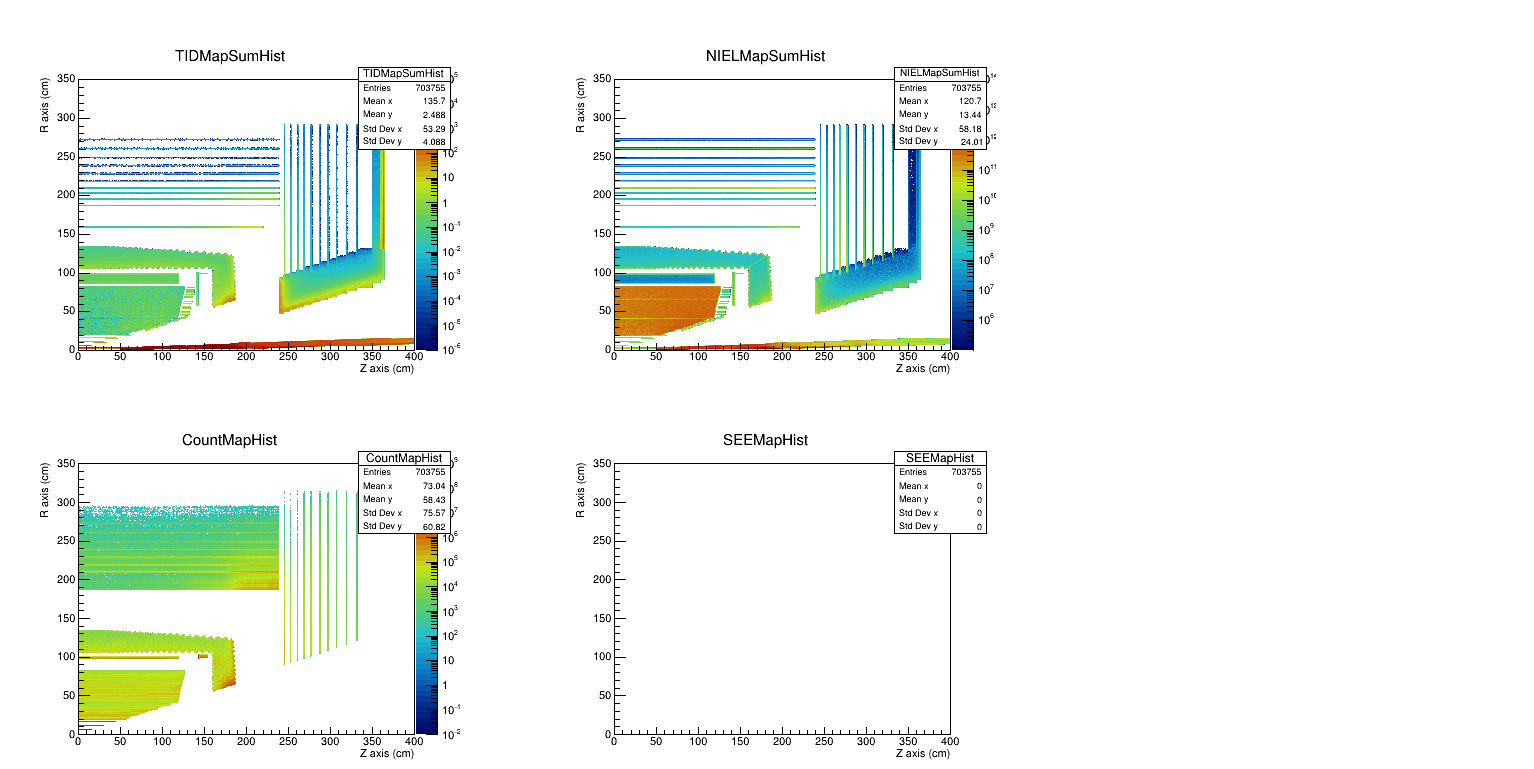 TIDMapSumHist
R axis (cm)
350
300
250
200
150
100
50
0
0 50 100 150 200 250 300 350 400
Z axis (cm)
TIDMapSumHist
Entries 703755
Mean x 135.7
Mean y 2.488
Std Dev x 53.29
Std Dev y 4.088
10²
10
1
10⁻¹
10⁻²
10⁻³
10⁻⁴
10⁻⁵
10⁻⁶
NIELMapSumHist
R axis (cm)
350
300
250
200
150
100
50
0
0 50 100 150 200 250 300 350 400
Z axis (cm)
NIELMapSumHist
Entries 703755
Mean x 120.7
Mean y 13.44
Std Dev x 58.18
Std Dev y 24.01
10¹¹
10¹⁰
10⁹
10⁸
10⁷
10⁶
CountMapHist
R axis (cm)
350
300
250
200
150
100
50
0
0 50 100 150 200 250 300 350 400
Z axis (cm)
CountMapHist
Entries 703755
Mean x 73.04
Mean y 58.43
Std Dev x 75.57
Std Dev y 60.82
10⁶
10⁵
10⁴
10³
10²
10
1
10⁻¹
10⁻²
SEEMapHist
R axis (cm)
350
300
250
200
150
100
50
0
0 50 100 150 200 250 300 350 400
Z axis (cm)
SEEMapHist
Entries 703755
Mean x 0
Mean y 0
Std Dev x 0
Std Dev y 0